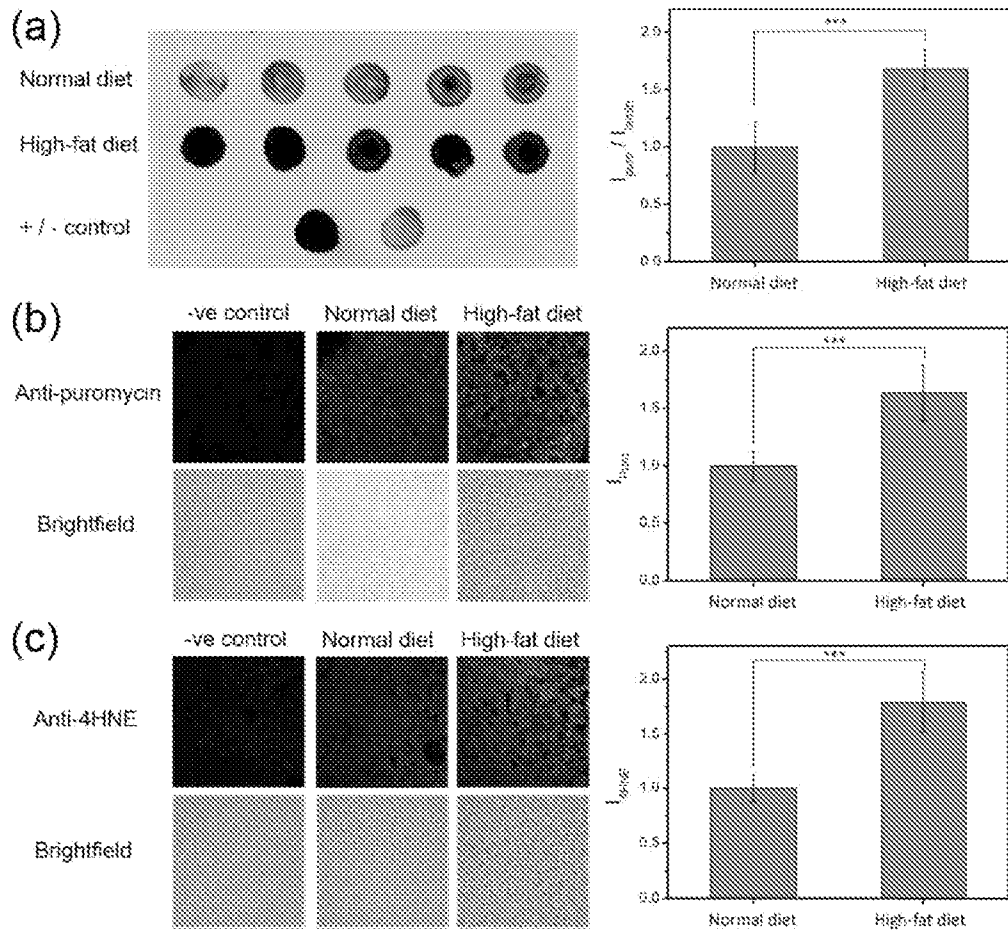 (a)
Normal diet
High-fat diet
+ / - control
2.0
1.5
1.0
0.5
0.0
***
Normal diet
High-fat diet
(b)
-ve control
Normal diet
High-fat diet
Anti-puromycin
Brightfield
2.0
1.5
1.0
0.5
0.0
***
Normal diet
High-fat diet
(c)
-ve control
Normal diet
High-fat diet
Anti-4HNE
Brightfield
I4HNE
2.0
1.5
1.0
0.5
0.0
***
Normal diet
High-fat diet